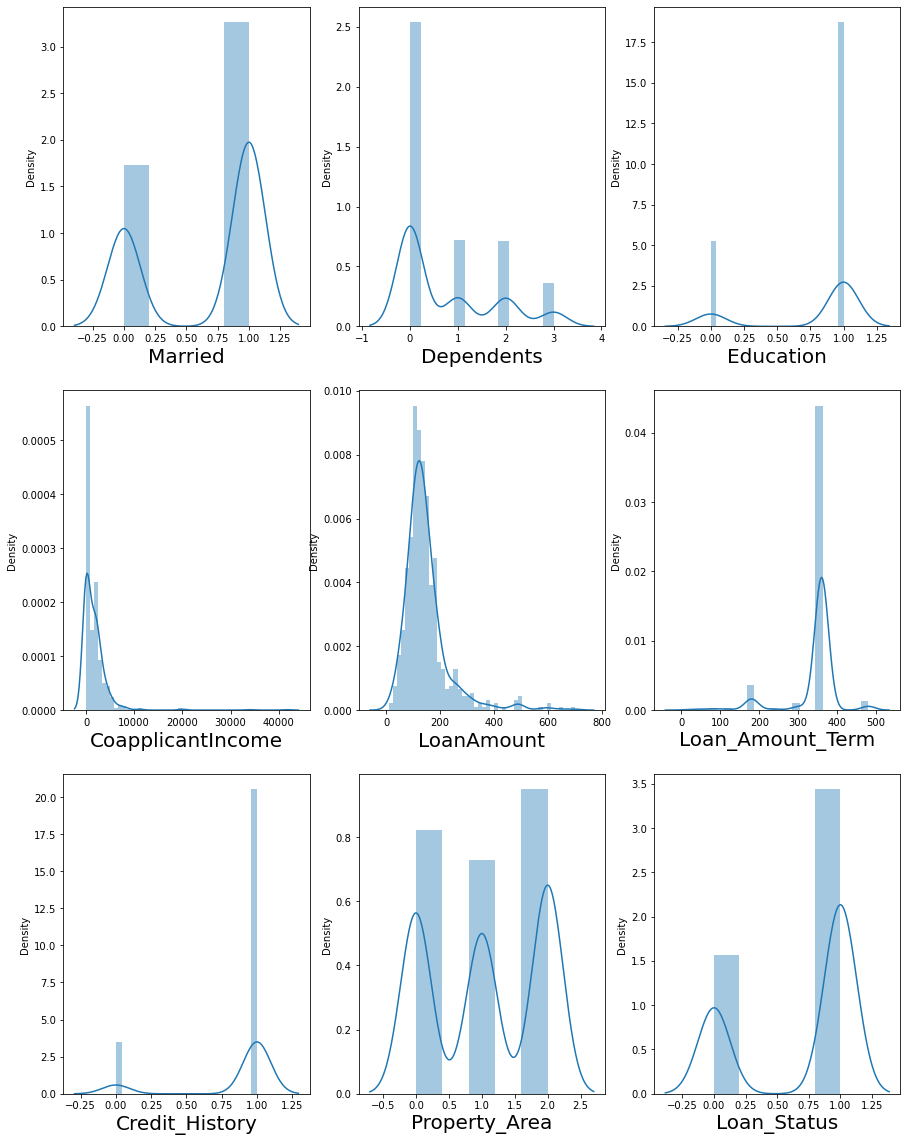 3.0
2.5
2.0
1.5
1.0
0.5
0.0
Density
−0.25 0.00 0.25 0.50 0.75 1.00 1.25
Married
2.5
2.0
1.5
1.0
0.5
0.0
−1 0 1 2 3 4
Dependents
17.5
15.0
12.5
10.0
7.5
5.0
2.5
0.0
Density
−0.25 0.00 0.25 0.50 0.75 1.00 1.25
Education
0.0005
0.0004
0.0003
0.0002
0.0001
0.0000
Density
0 10000 20000 30000 40000
CoapplicantIncome
0.010
0.008
0.006
0.004
0.002
0.000
Density
0 200 400 600 800
LoanAmount
0.04
0.03
0.02
0.01
0.00
Density
0 100 200 300 400 500
Loan_Amount_Term
20.0
17.5
15.0
12.5
10.0
7.5
5.0
2.5
0.0
Density
−0.25 0.00 0.25 0.50 0.75 1.00 1.25
Credit_History
0.8
0.6
0.4
0.2
0.0
Density
−0.5 0.0 0.5 1.0 1.5 2.0 2.5
Property_Area
3.5
3.0
2.5
2.0
1.5
1.0
0.5
0.0
Density
−0.25 0.00 0.25 0.50 0.75 1.00 1.25
Loan_Status